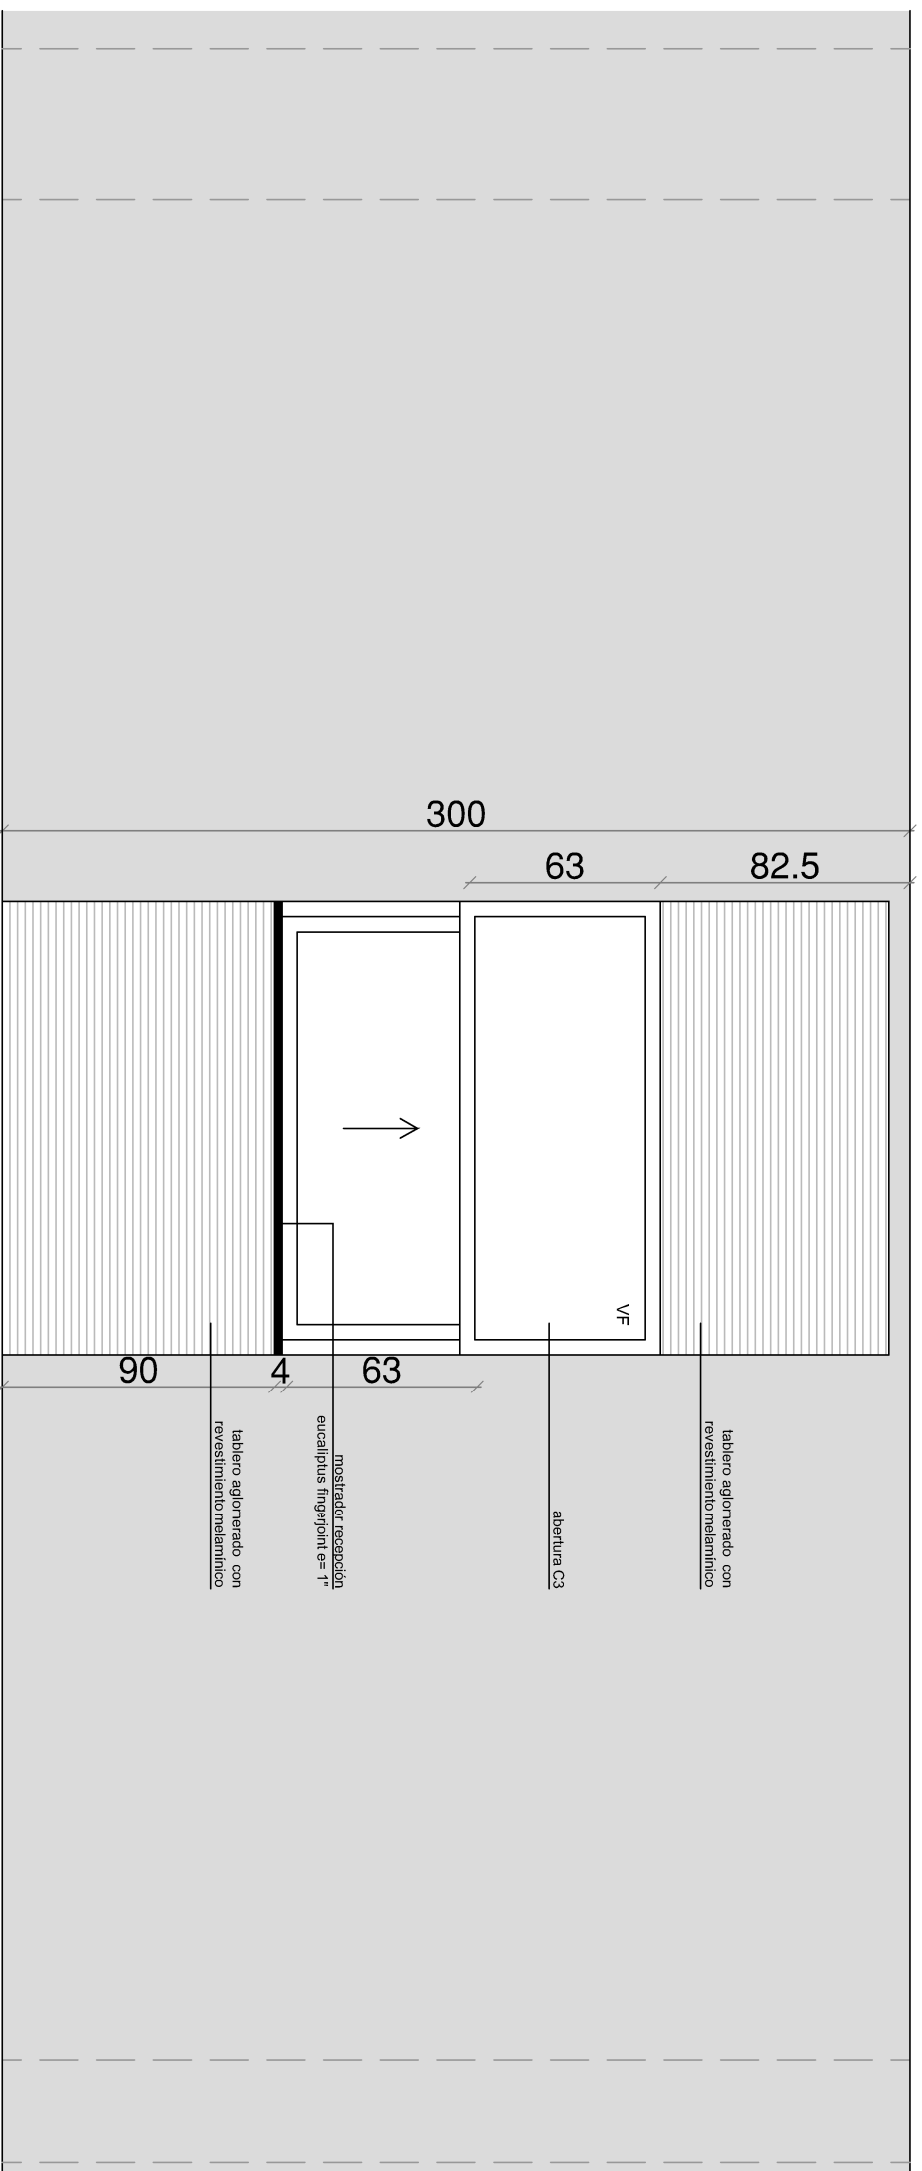 300
63
82.5
VF
90
4
63
tablero aglomerado con
revestimiento melamínico
mostrador recepción
eucaliptus fingerjoint e= 1"
abertura C3
tablero aglomerado con
revestimiento melamínico